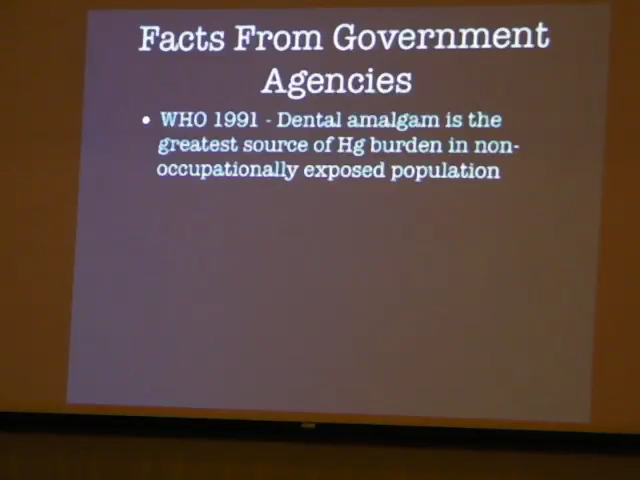 Facts From Government
Agencies
• WHO 1991 - Dental amalgam is the
greatest source of Hg burden in non-
occupationally exposed population